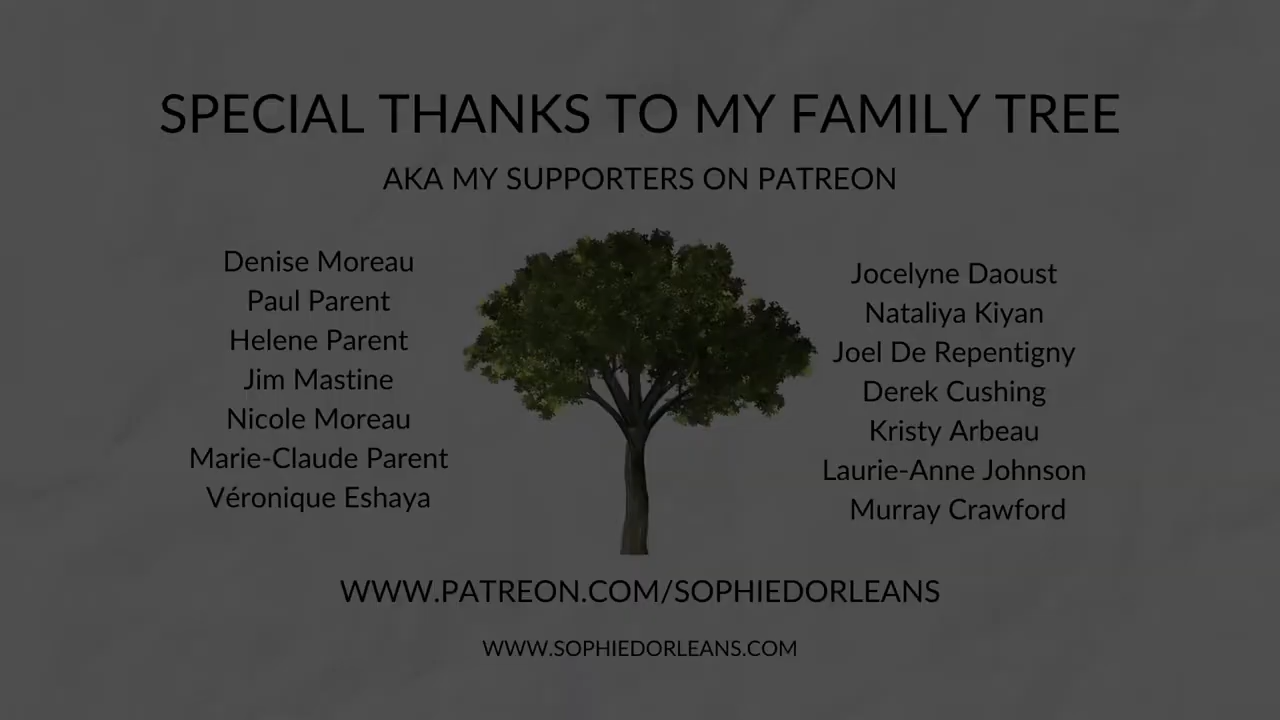 SPECIAL THANKS TO MY FAMILY TREE
AKA MY SUPPORTERS ON PATREON
Denise Moreau
Paul Parent
Helene Parent
Jim Mastine
Nicole Moreau
Marie-Claude Parent
Véronique Eshaya
Jocelyne Daoust
Nataliya Kiyan
Joel De Repentigny
Derek Cushing
Kristy Arbeau
Laurie-Anne Johnson
Murray Crawford
WWW.PATREON.COM/SOPHIEDORLEANS
WWW.SOPHIEDORLEANS.COM